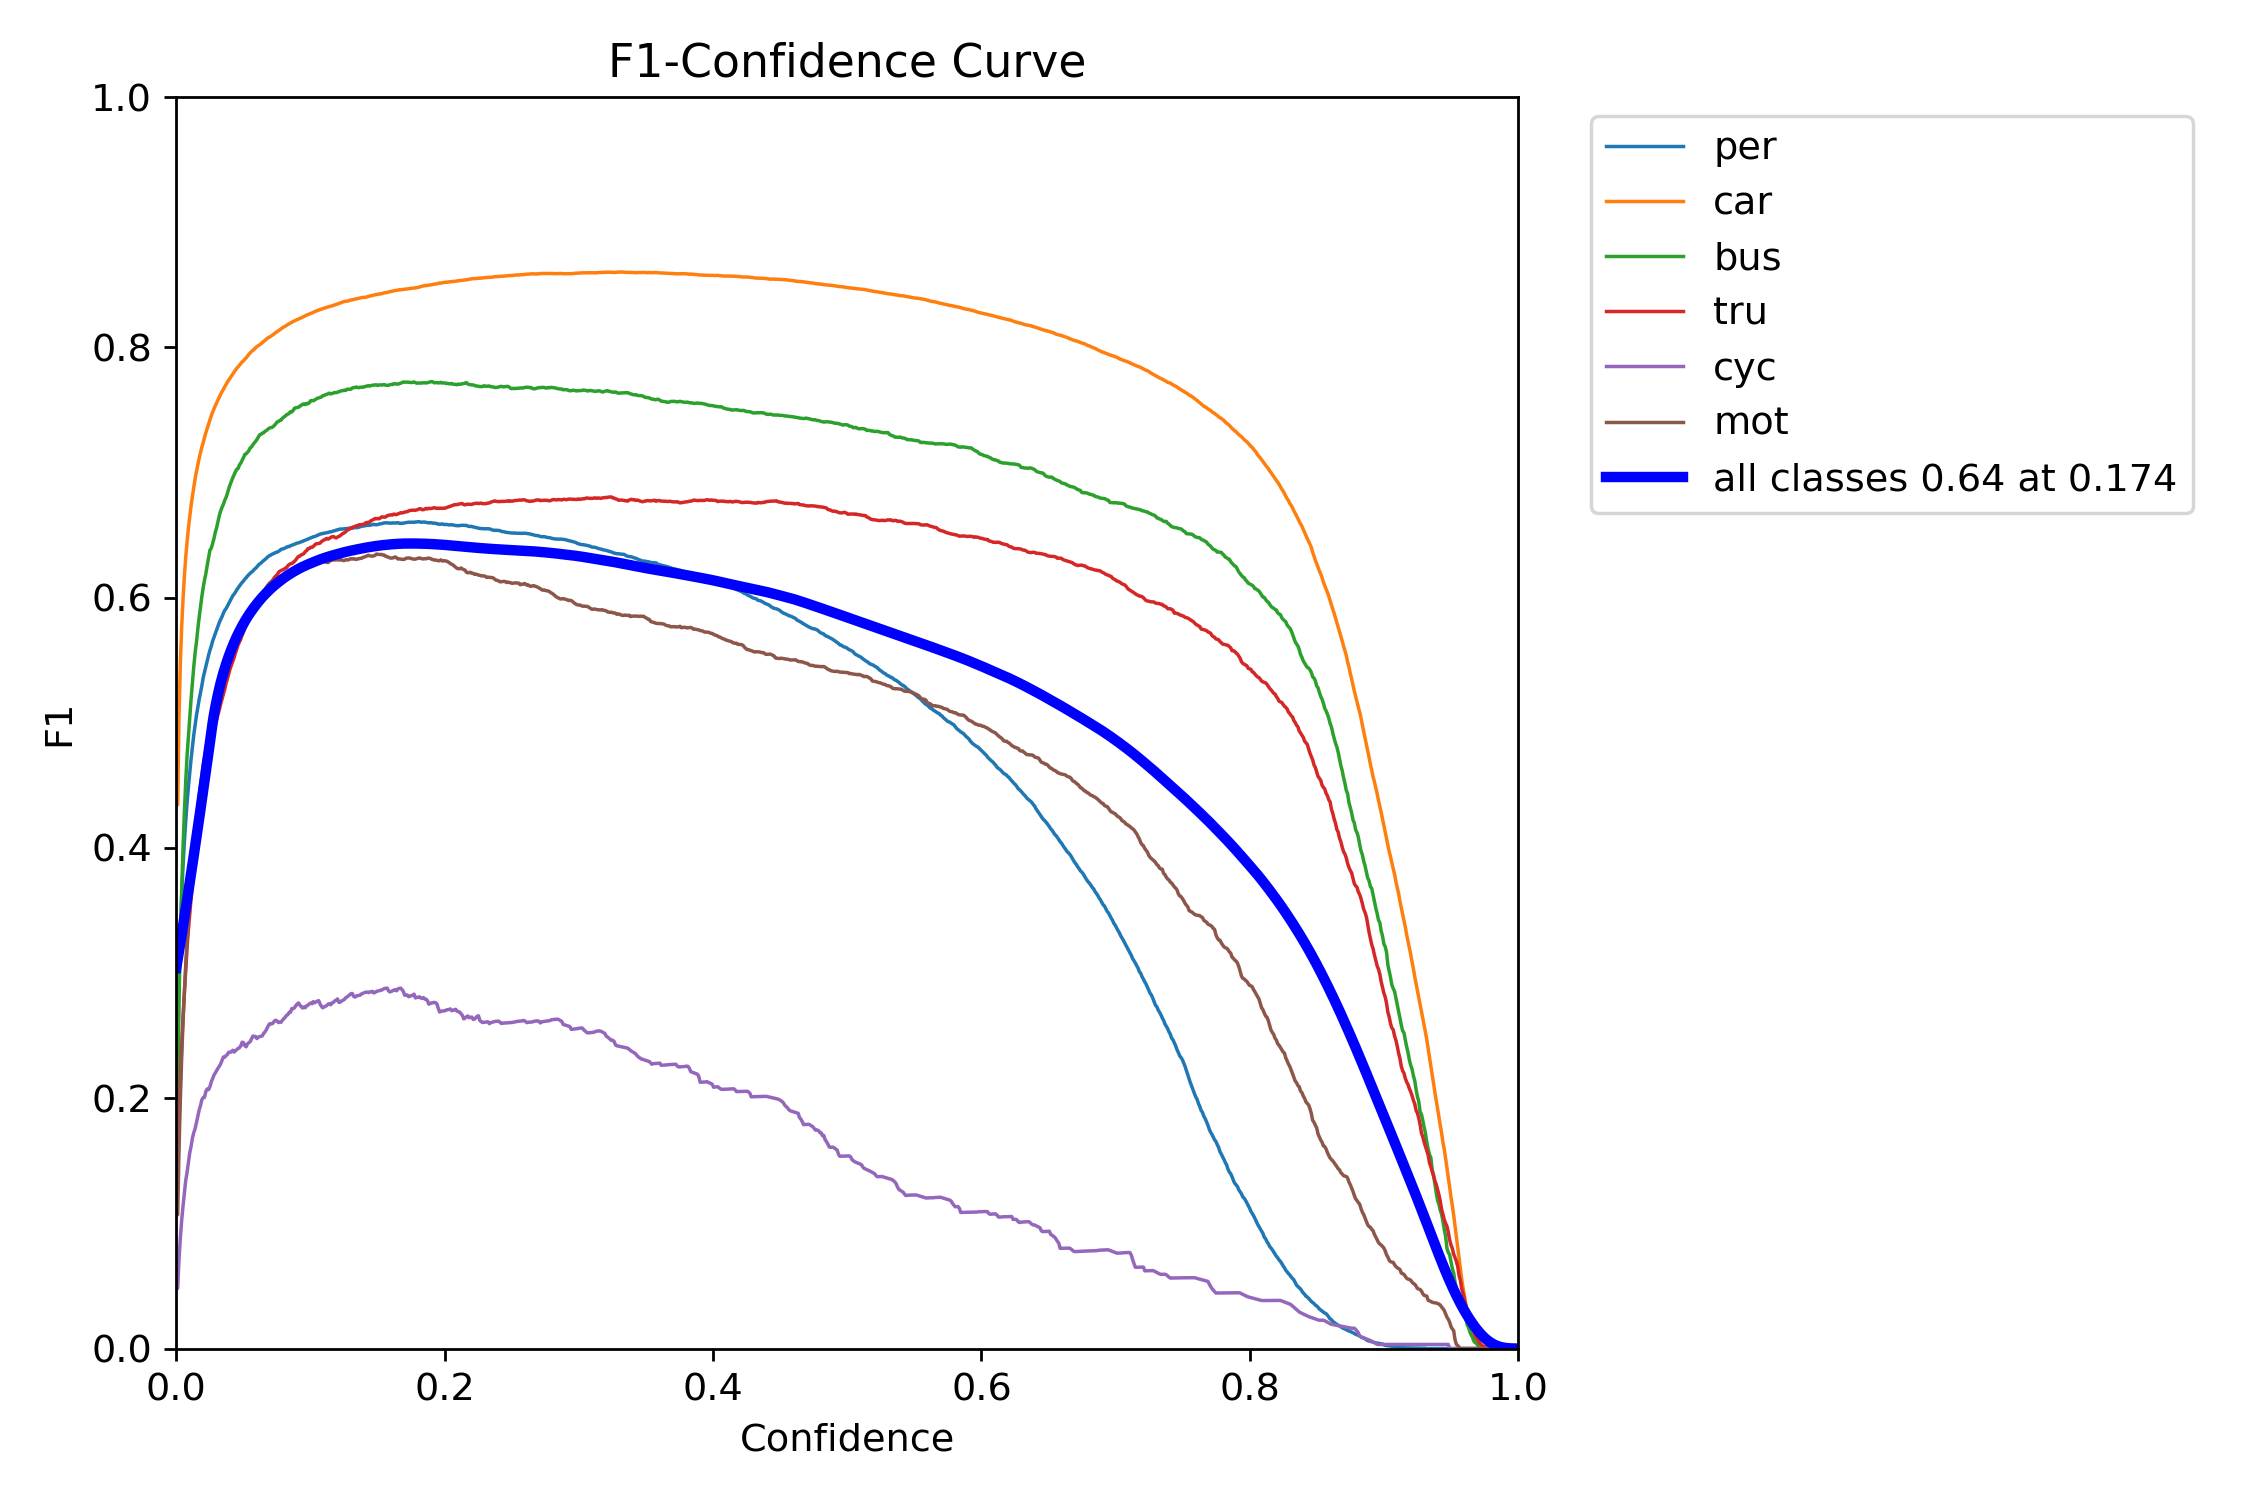 F1-Confidence Curve
1.0
0.8
0.6
0.4
0.2
0.0
F1
0.0 0.2 0.4 0.6 0.8 1.0
Confidence
per
car
bus
tru
cyc
mot
all classes 0.64 at 0.174